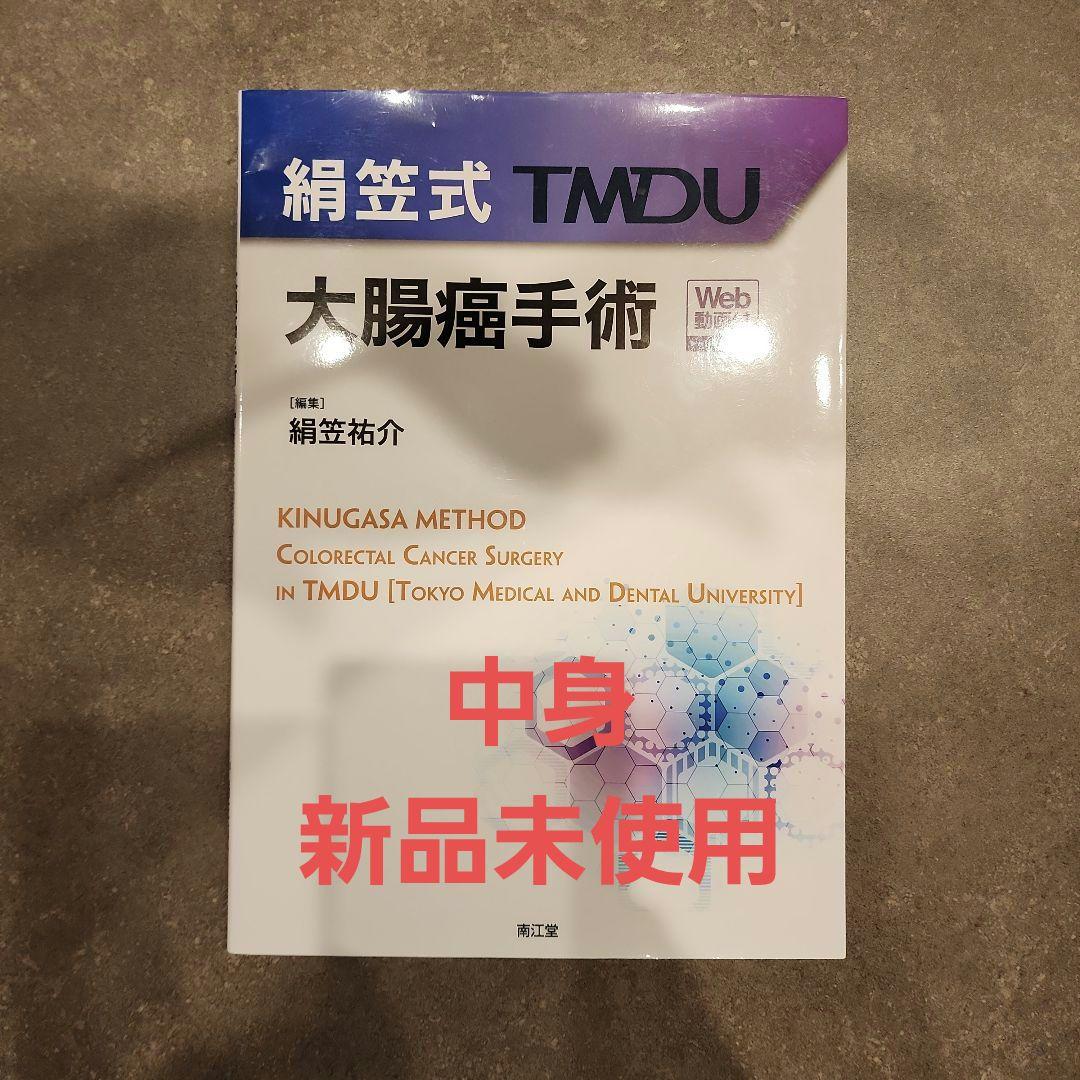 絹笠式 TMDU
大腸癌手術
Web
動画付
[編集]
絹笠祐介
KINUGASA METHOD
COLORECTAL CANCER SURGERY
IN TMDU [TOKYO MEDICAL AND DENTAL UNIVERSITY]
中身
新品未使用
南江堂